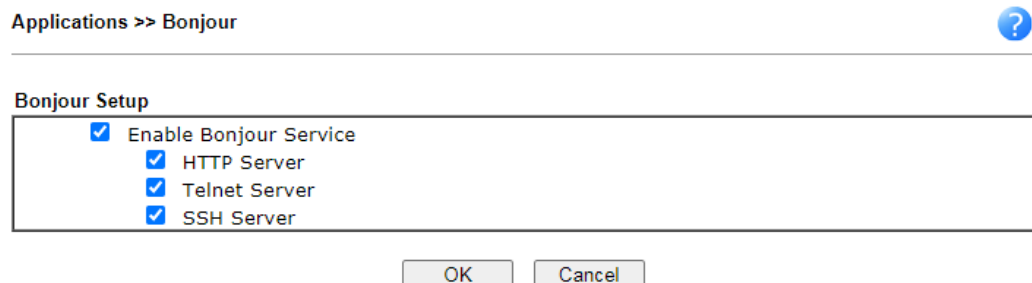 Applications >> Bonjour
?
Bonjour Setup
Enable Bonjour Service
HTTP Server
Telnet Server
SSH Server
OK Cancel